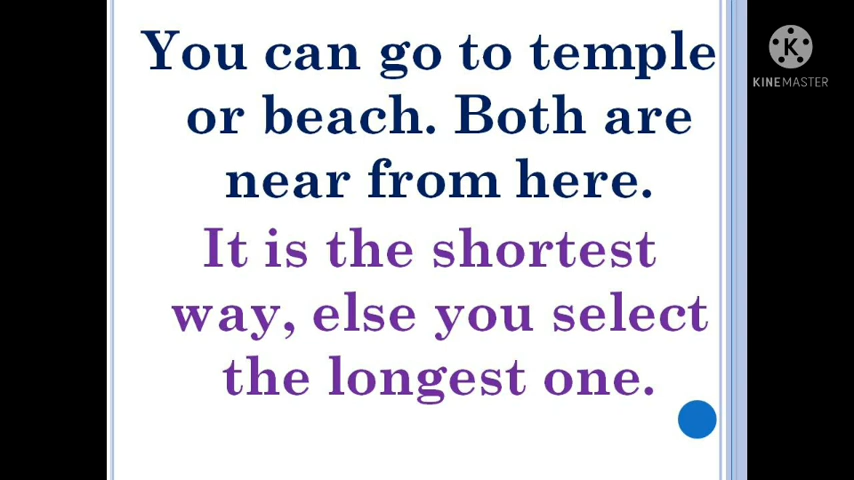 You can go to temple
or beach. Both are
near from here.
It is the shortest
way, else you select
the longest one.
K
KINEMASTER